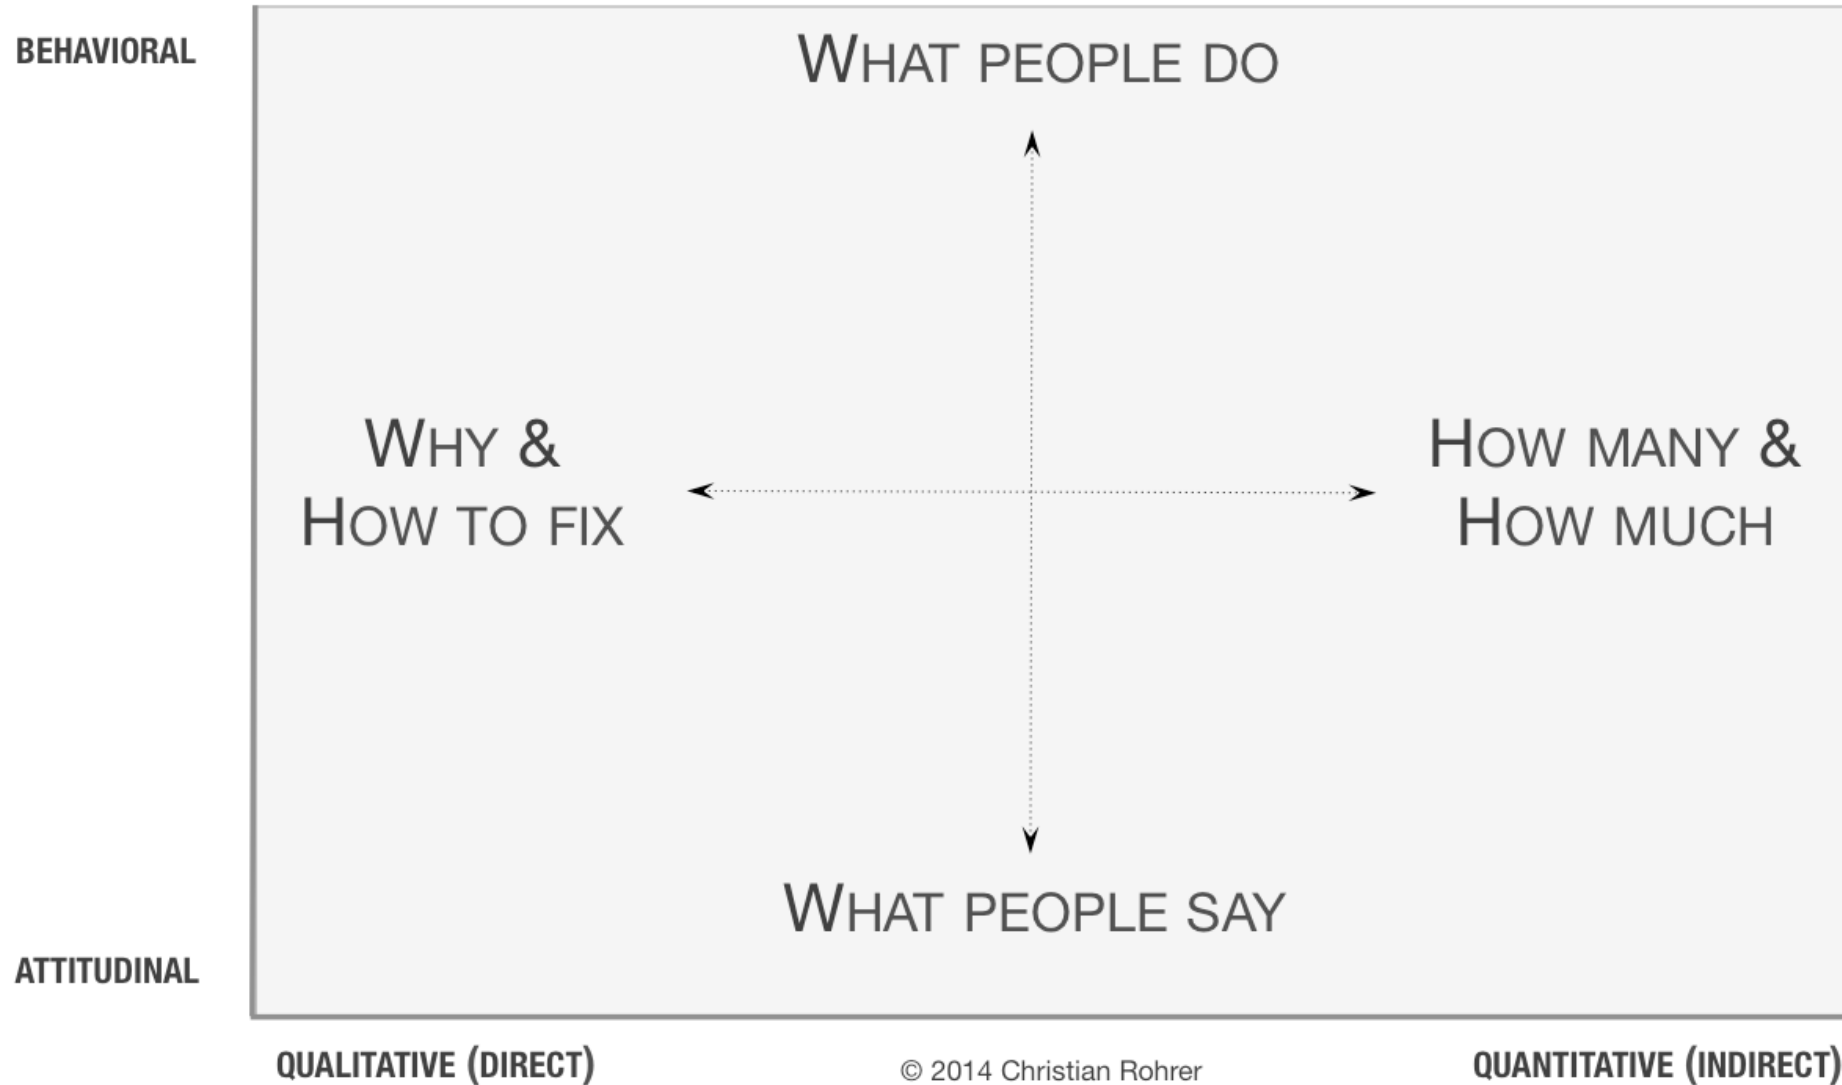 BEHAVIORAL
WHAT PEOPLE DO
WHY &
HOW TO FIX
HOW MANY &
HOW MUCH
WHAT PEOPLE SAY
ATTITUDINAL
QUALITATIVE (DIRECT)
© 2014 Christian Rohrer
QUANTITATIVE (INDIRECT)